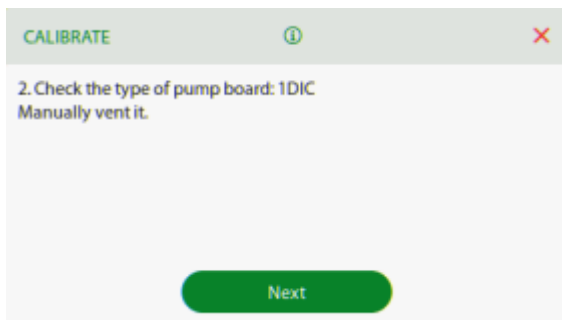 CALIBRATE
2. Check the type of pump board: 1DIC
Manually vent it.
Next